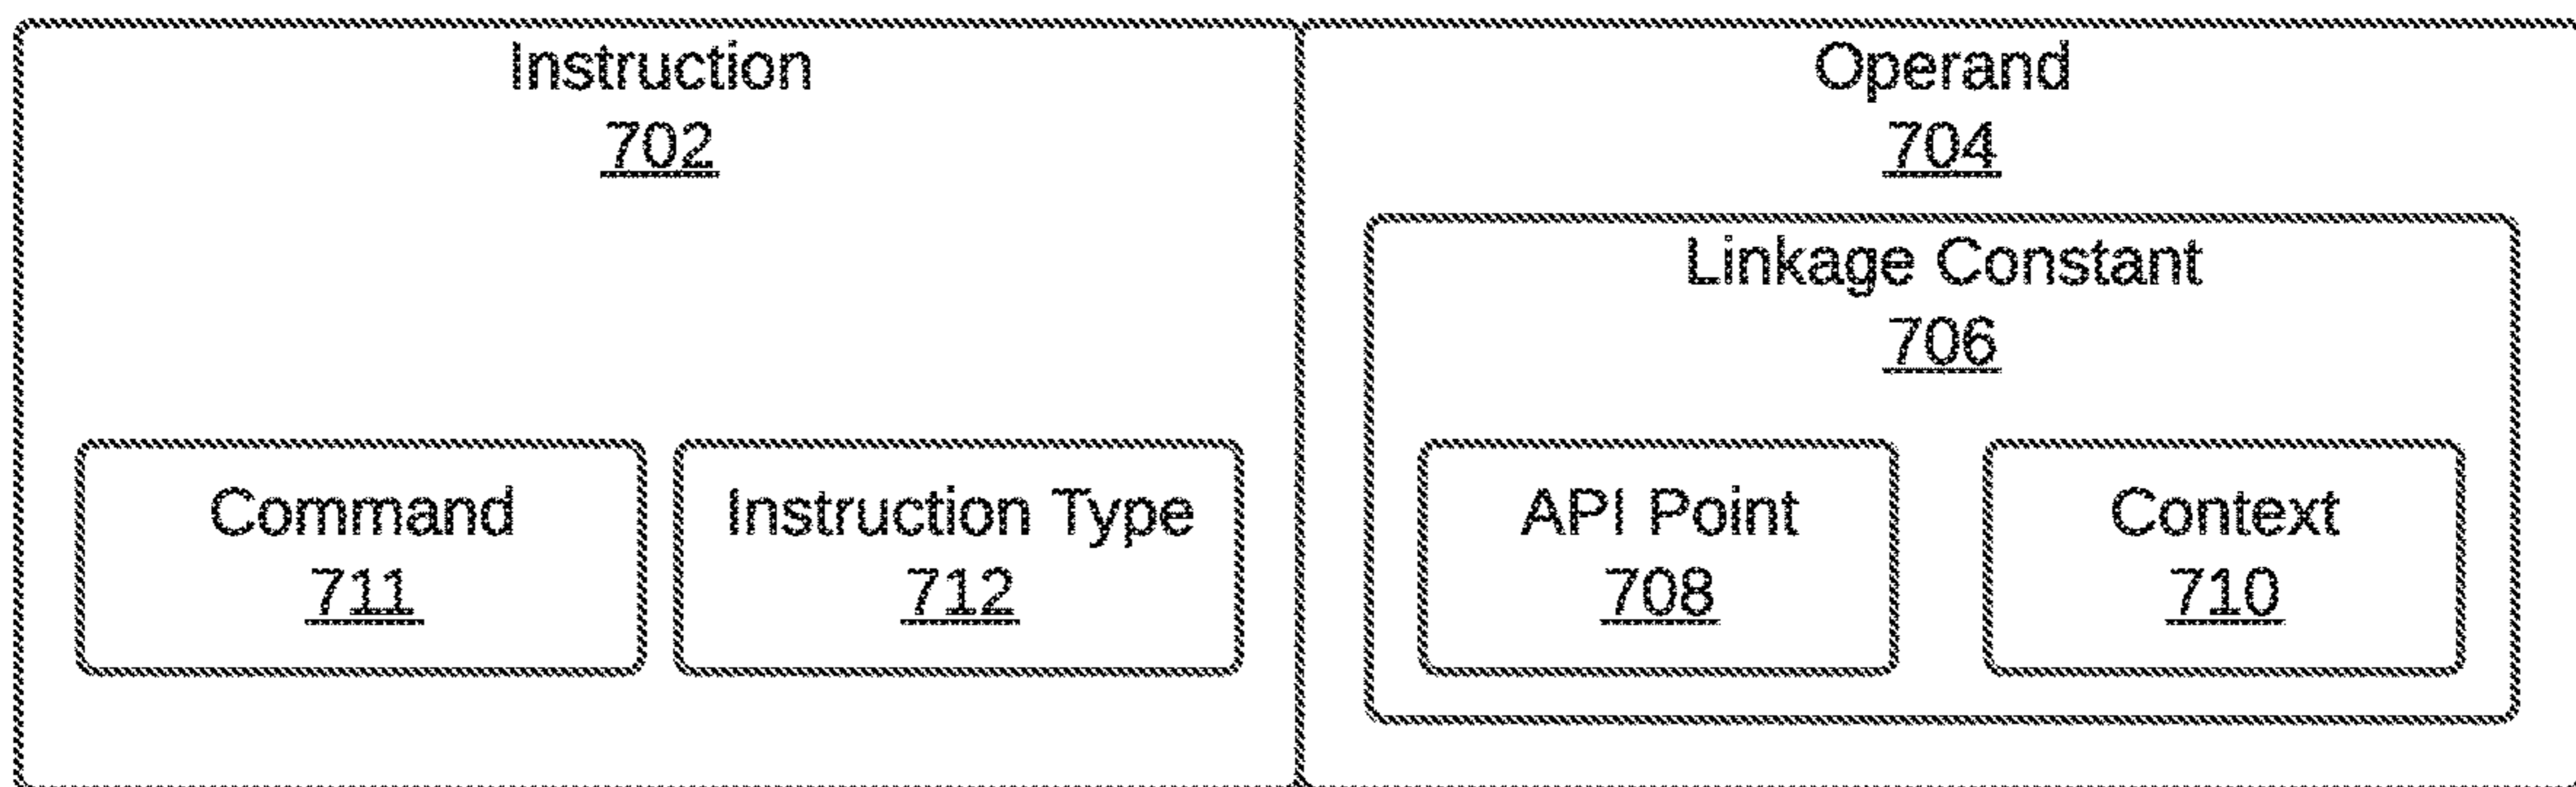 Instruction
702
Operand
704
Linkage Constant
706
Command
711
Instruction Type
712
API Point
708
Context
710